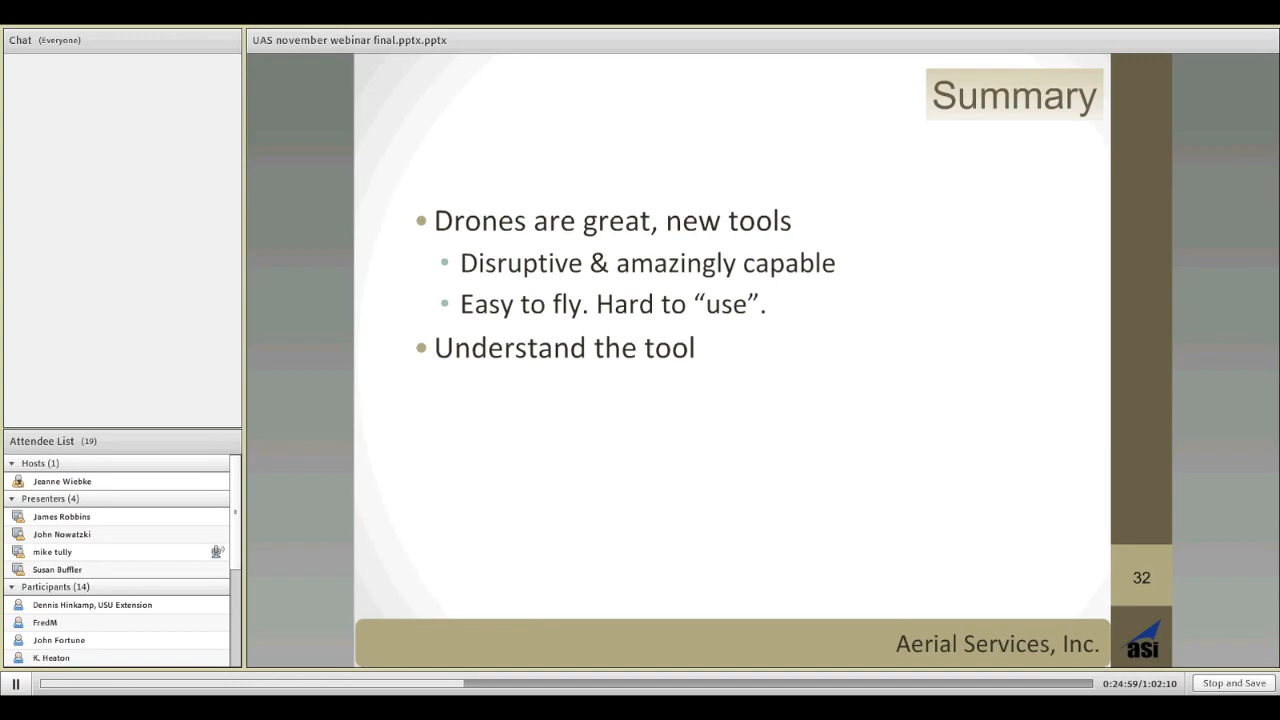 Chat (Everyone)
UAS november webinar final.pptx.pptx
Summary
• Drones are great, new tools
• Disruptive & amazingly capable
• Easy to fly. Hard to “use”.
• Understand the tool
32
Aerial Services, Inc.
asi
Attendee List (19)
Hosts (1)
Jeanne Wiebke
Presenters (4)
James Robbins
John Nowatzki
mike tully
Susan Buffler
Participants (14)
Dennis Hinkamp, USU Extension
FredM
John Fortune
K. Heaton
0:24:59/1:02:10
Stop and Save